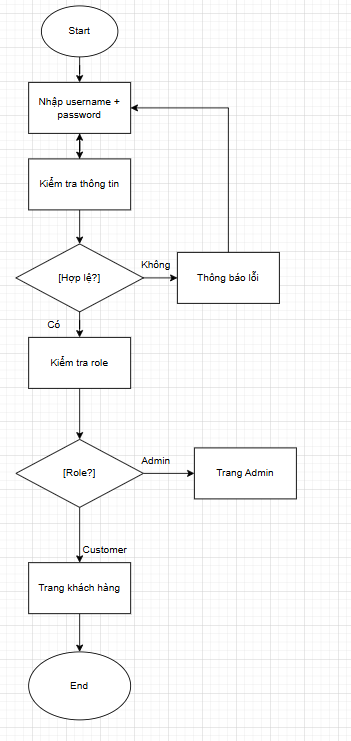 Start
Nhập username +
password
Kiểm tra thông tin
[Hợp lệ?]
Không
Thông báo lỗi
Có
Kiểm tra role
[Role?]
Admin
Trang Admin
Customer
Trang khách hàng
End